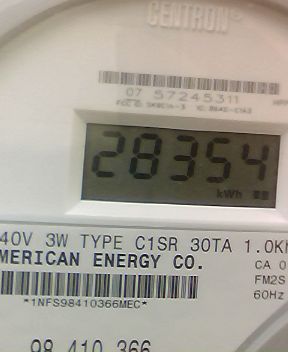 CENTRON®
07 57245311
28354
kWh
40V 3W TYPE C1SR 30TA 1.0K
MERICAN ENERGY CO.
CA 0
FM2S
60Hz
*1NFS98410366MEC*
98 410 366